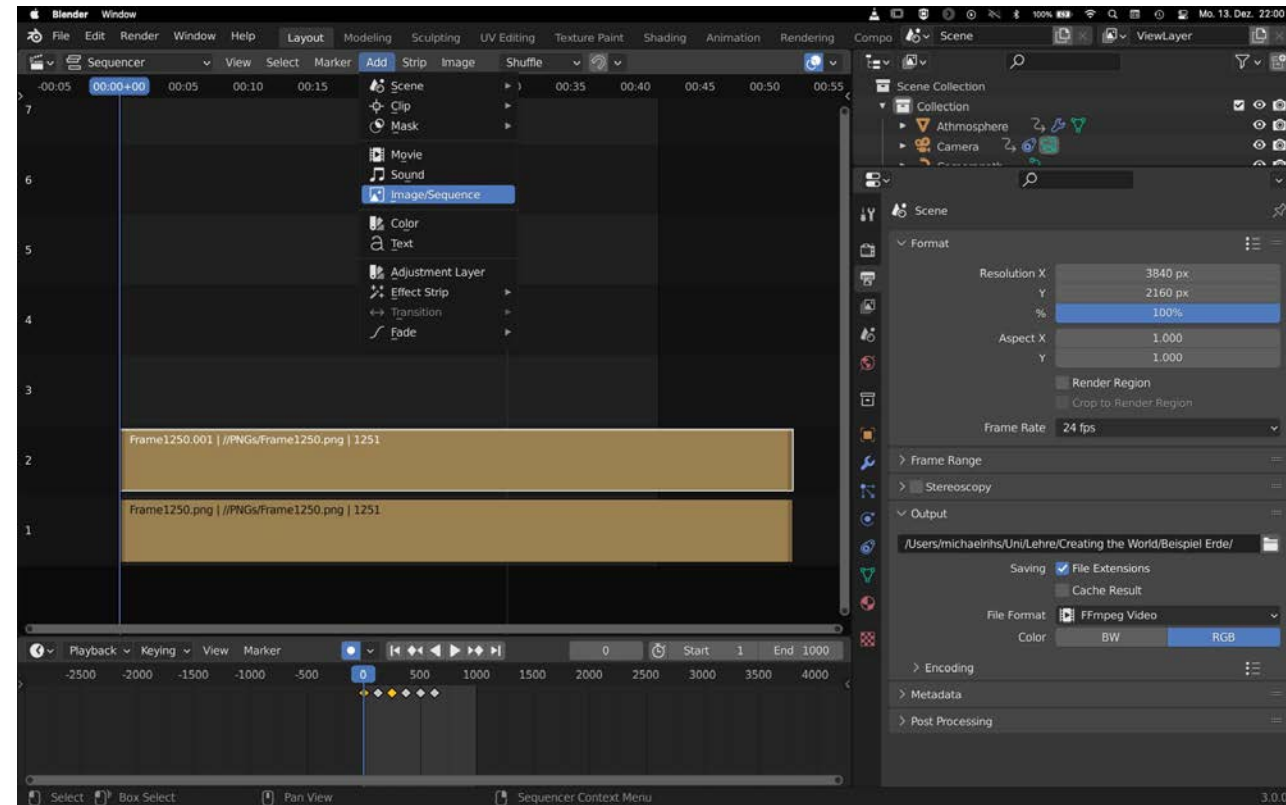 Blender Window 100% Mo. 13. Dez. 22:00
File Edit Render Window Help Layout Modeling Sculpting UV Editing Texture Paint Shading Animation Rendering Compo Scene ViewLayer
Sequencer View Select Marker Add Strip Image Shuffle
-00:05 00:00+00 00:05 00:10 00:15 00:35 00:40 00:45 00:50 00:55
Scene Collection
Collection
Athmosphere
Camera
7
6
5
4
3
2
1
Scene
Clip
Mask
Movie
Sound
Image/Sequence
Color
Text
Adjustment Layer
Effect Strip
Transition
Fade
Frame1250.001 | //PNGs/Frame1250.png | 1251
Frame1250.png | //PNGs/Frame1250.png | 1251
Scene
Format
Resolution X 3840 px
Y 2160 px
% 100%
Aspect X 1.000
Y 1.000
Render Region
Crop to Render Region
Frame Rate 24 fps
Frame Range
Stereoscopy
Output
/Users/michaelrihs/Uni/Lehre/Creating the World/Beispiel Erde/
Saving File Extensions
Cache Result
File Format FFmpeg Video
Color BW RGB
Encoding
Metadata
Post Processing
Playback Keying View Marker 0 Start 1 End 1000
-2500 -2000 -1500 -1000 -500 0 500 1000 1500 2000 2500 3000 3500 4000
Select Box Select Pan View Sequencer Context Menu 3.0.0